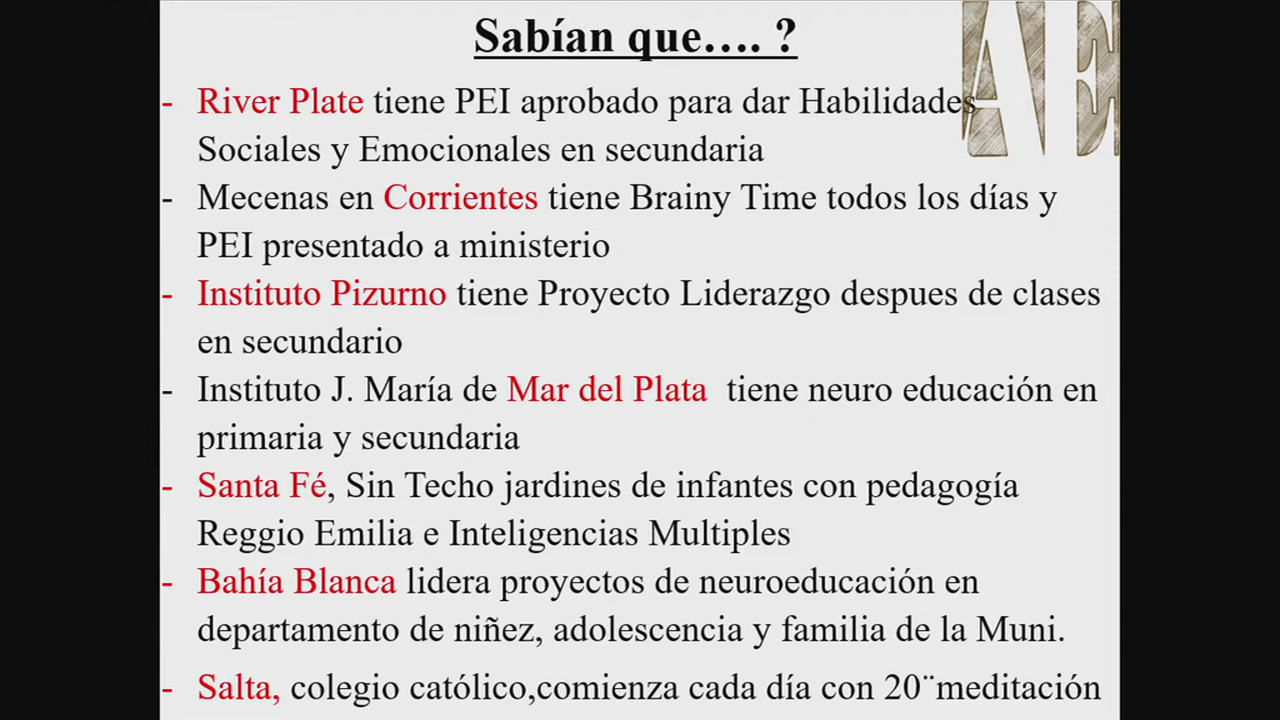 Sabían que…. ?
AE
- River Plate tiene PEI aprobado para dar Habilidades
Sociales y Emocionales en secundaria
- Mecenas en Corrientes tiene Brainy Time todos los días y
PEI presentado a ministerio
- Instituto Pizurno tiene Proyecto Liderazgo despues de clases
en secundario
- Instituto J. María de Mar del Plata tiene neuro educación en
primaria y secundaria
- Santa Fé, Sin Techo jardines de infantes con pedagogía
Reggio Emilia e Inteligencias Multiples
- Bahía Blanca lidera proyectos de neuroeducación en
departamento de niñez, adolescencia y familia de la Muni.
- Salta, colegio católico,comienza cada día con 20¨meditación